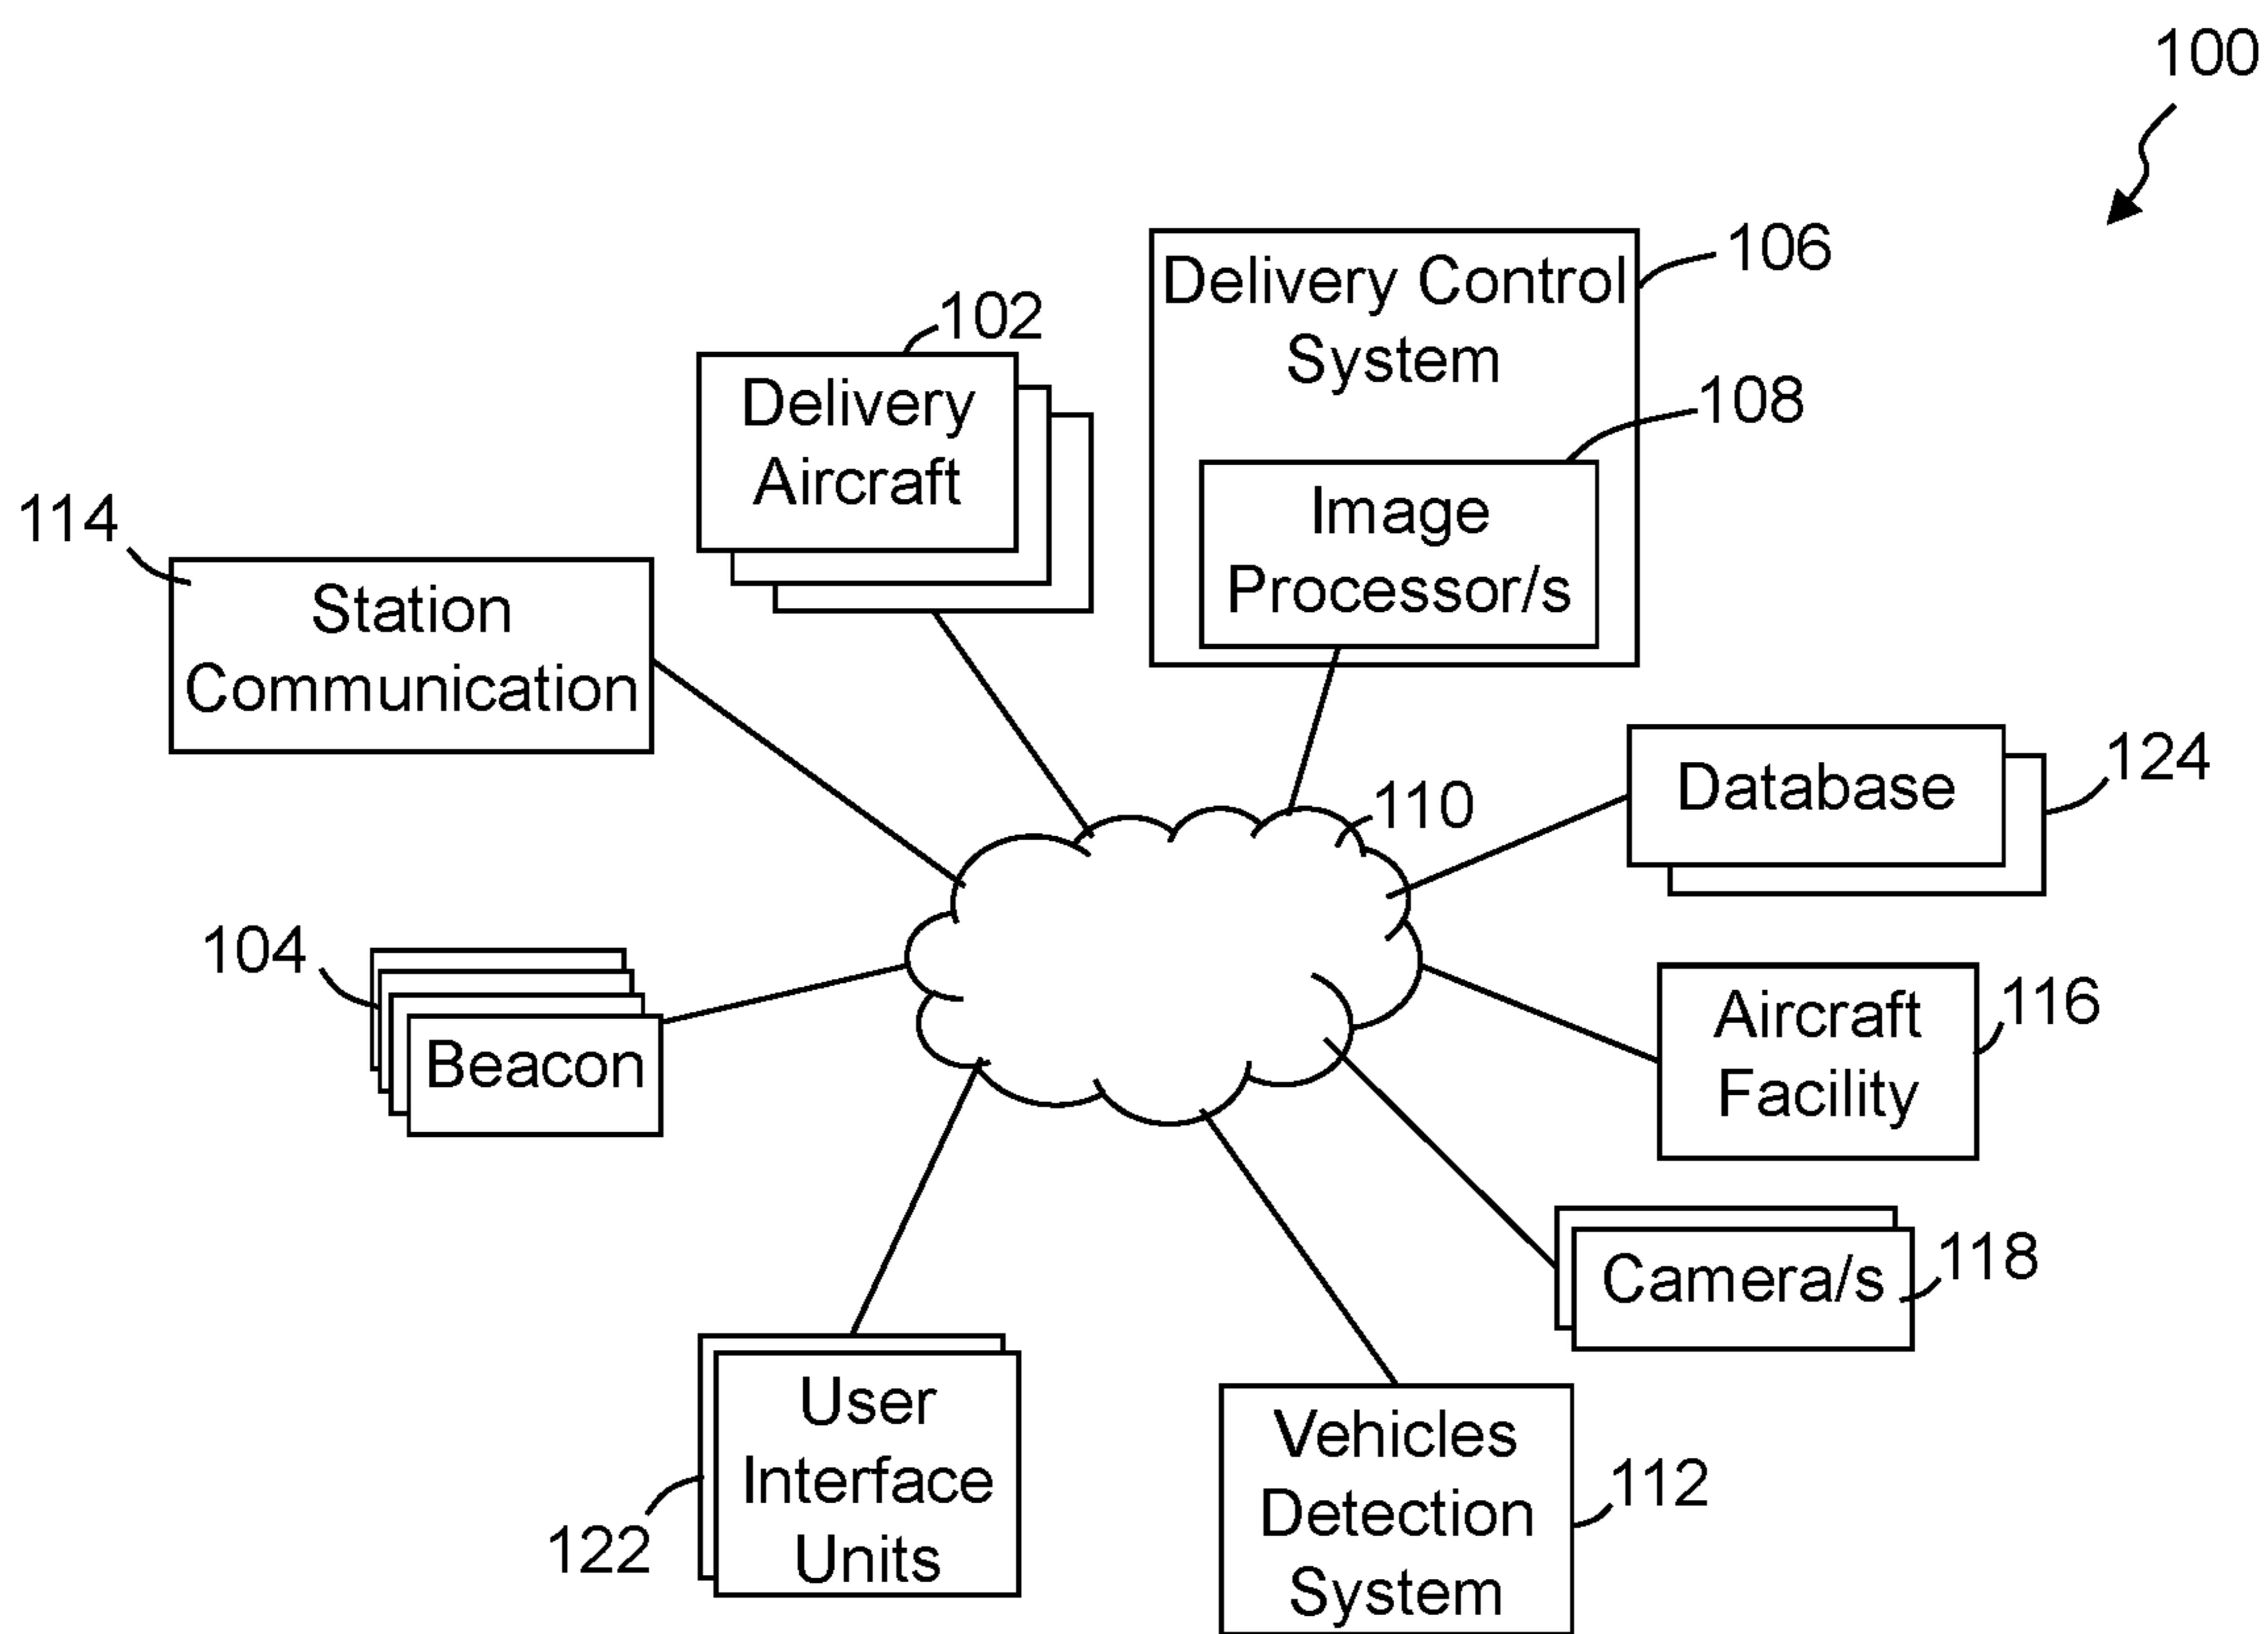 100
106
Delivery Control
System
102
Delivery
Aircraft
108
Image
Processor/s
114
Station
Communication
124
Database
110
104
Beacon
116
Aircraft
Facility
118
Camera/s
User
Interface
Units
122
Vehicles
Detection
System
112